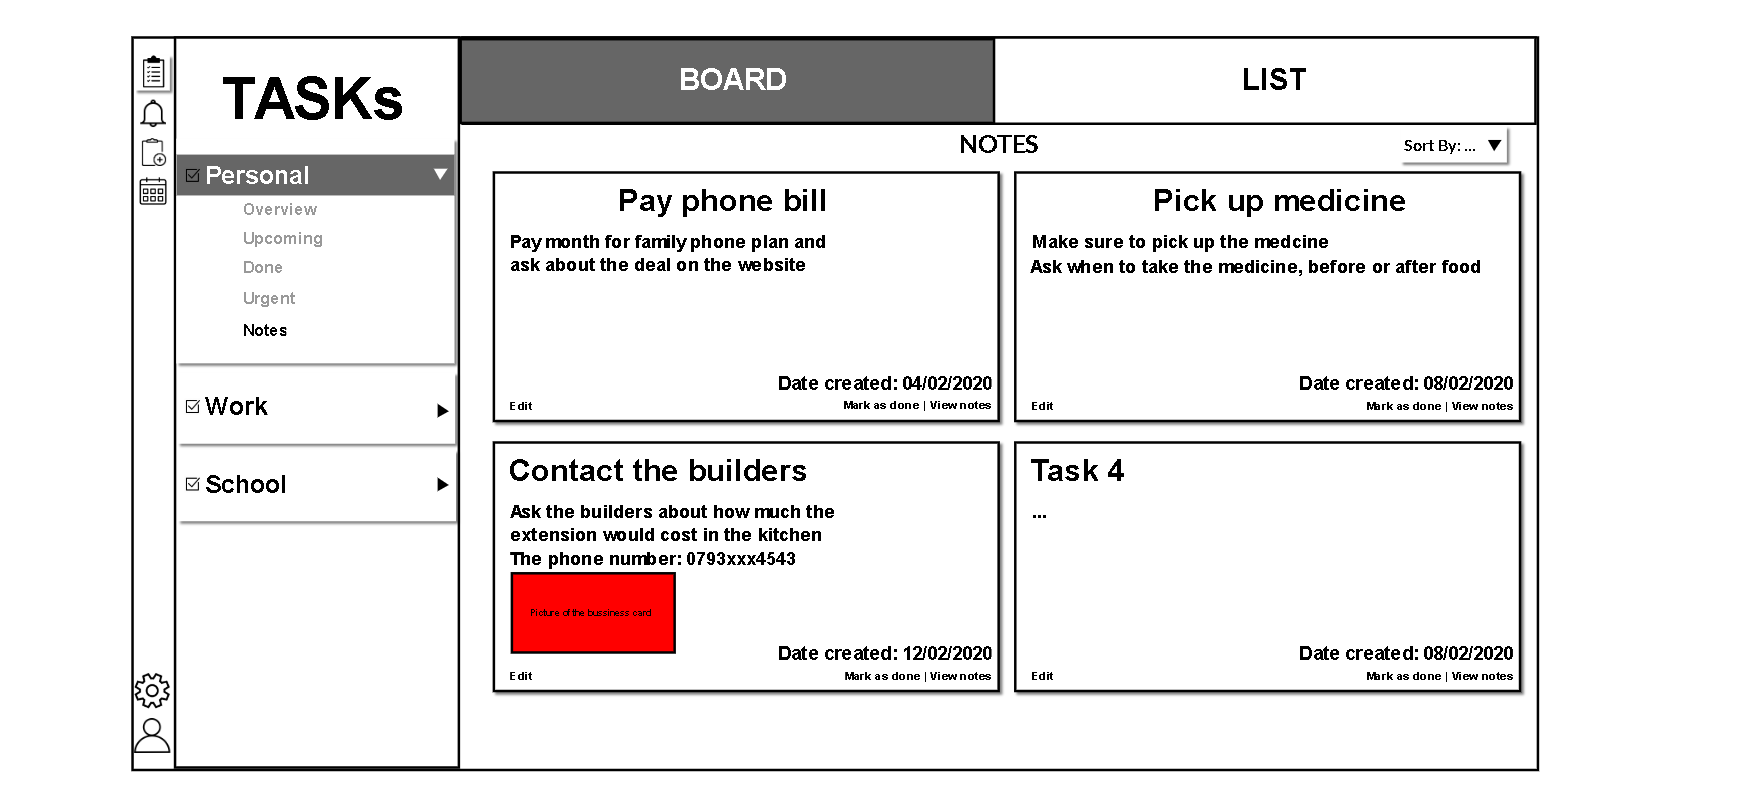 TASKs
BOARD
LIST
NOTES
Sort By: ...
Personal
Overview
Upcoming
Done
Urgent
Notes
Work
School
Pay phone bill
Pay month for family phone plan and
ask about the deal on the website
Date created: 04/02/2020
Edit
Mark as done | View notes
Pick up medicine
Make sure to pick up the medcine
Ask when to take the medicine, before or after food
Date created: 08/02/2020
Edit
Mark as done | View notes
Contact the builders
Ask the builders about how much the
extension would cost in the kitchen
The phone number: 0793xxx4543
Picture of the bussiness card
Date created: 12/02/2020
Edit
Mark as done | View notes
Task 4
...
Date created: 08/02/2020
Edit
Mark as done | View notes